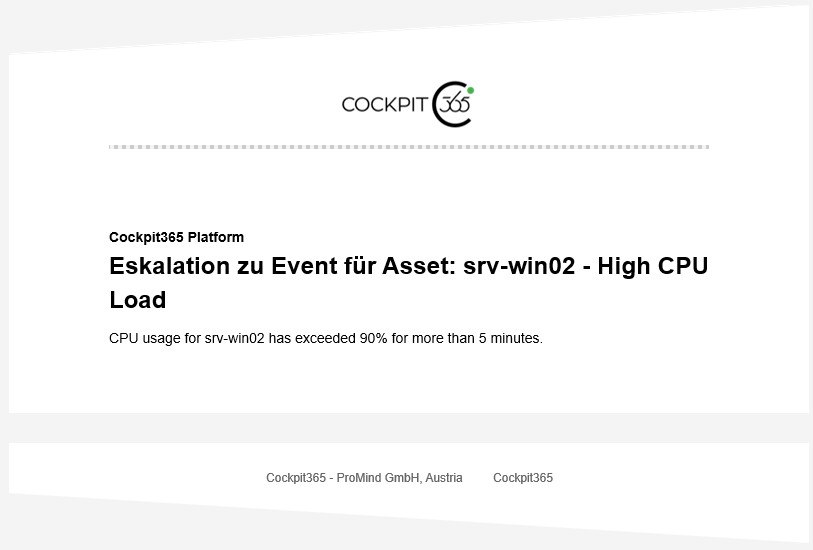 COCKPIT 365
Cockpit365 Platform
Eskalation zu Event für Asset: srv-win02 - High CPU
Load
CPU usage for srv-win02 has exceeded 90% for more than 5 minutes.
Cockpit365 - ProMind GmbH, Austria Cockpit365